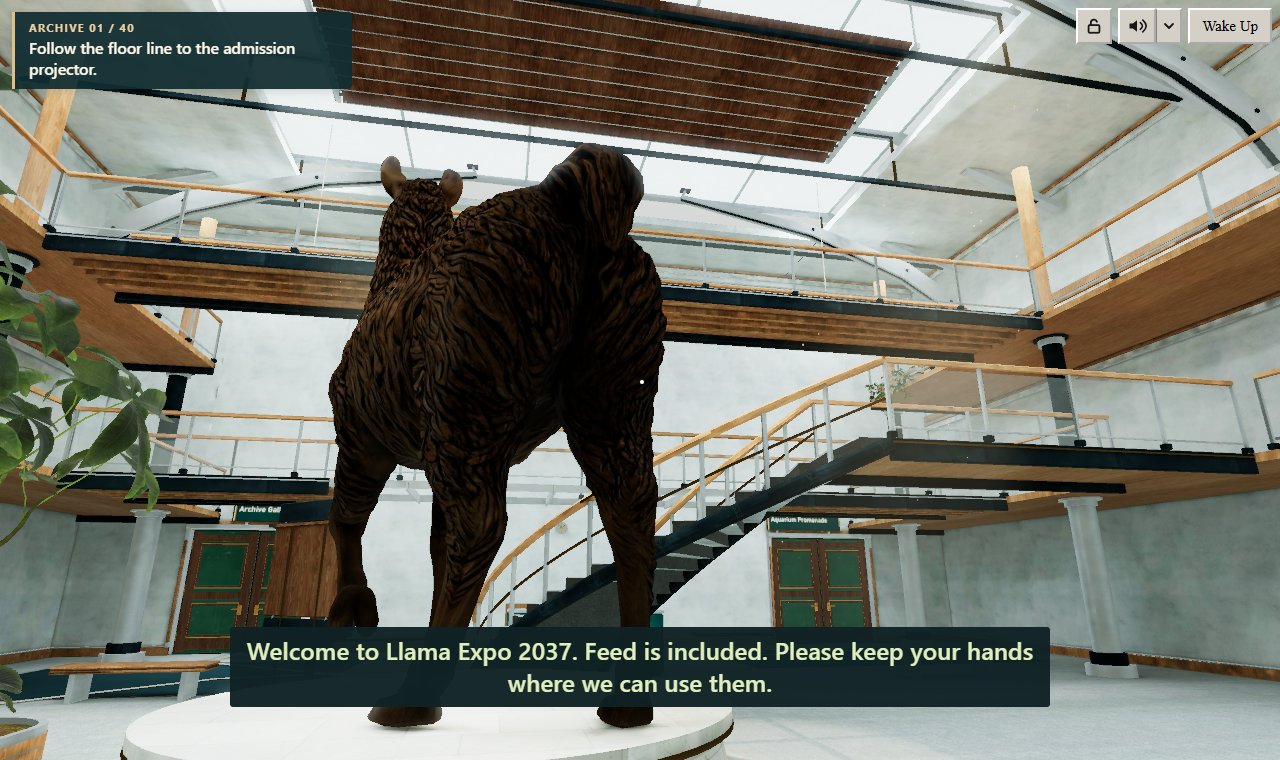 ARCHIVE 01 / 40
Follow the floor line to the admission
projector.
Wake Up
Archive Gall
Aquarium Promenade
Welcome to Llama Expo 2037. Feed is included. Please keep your hands
where we can use them.